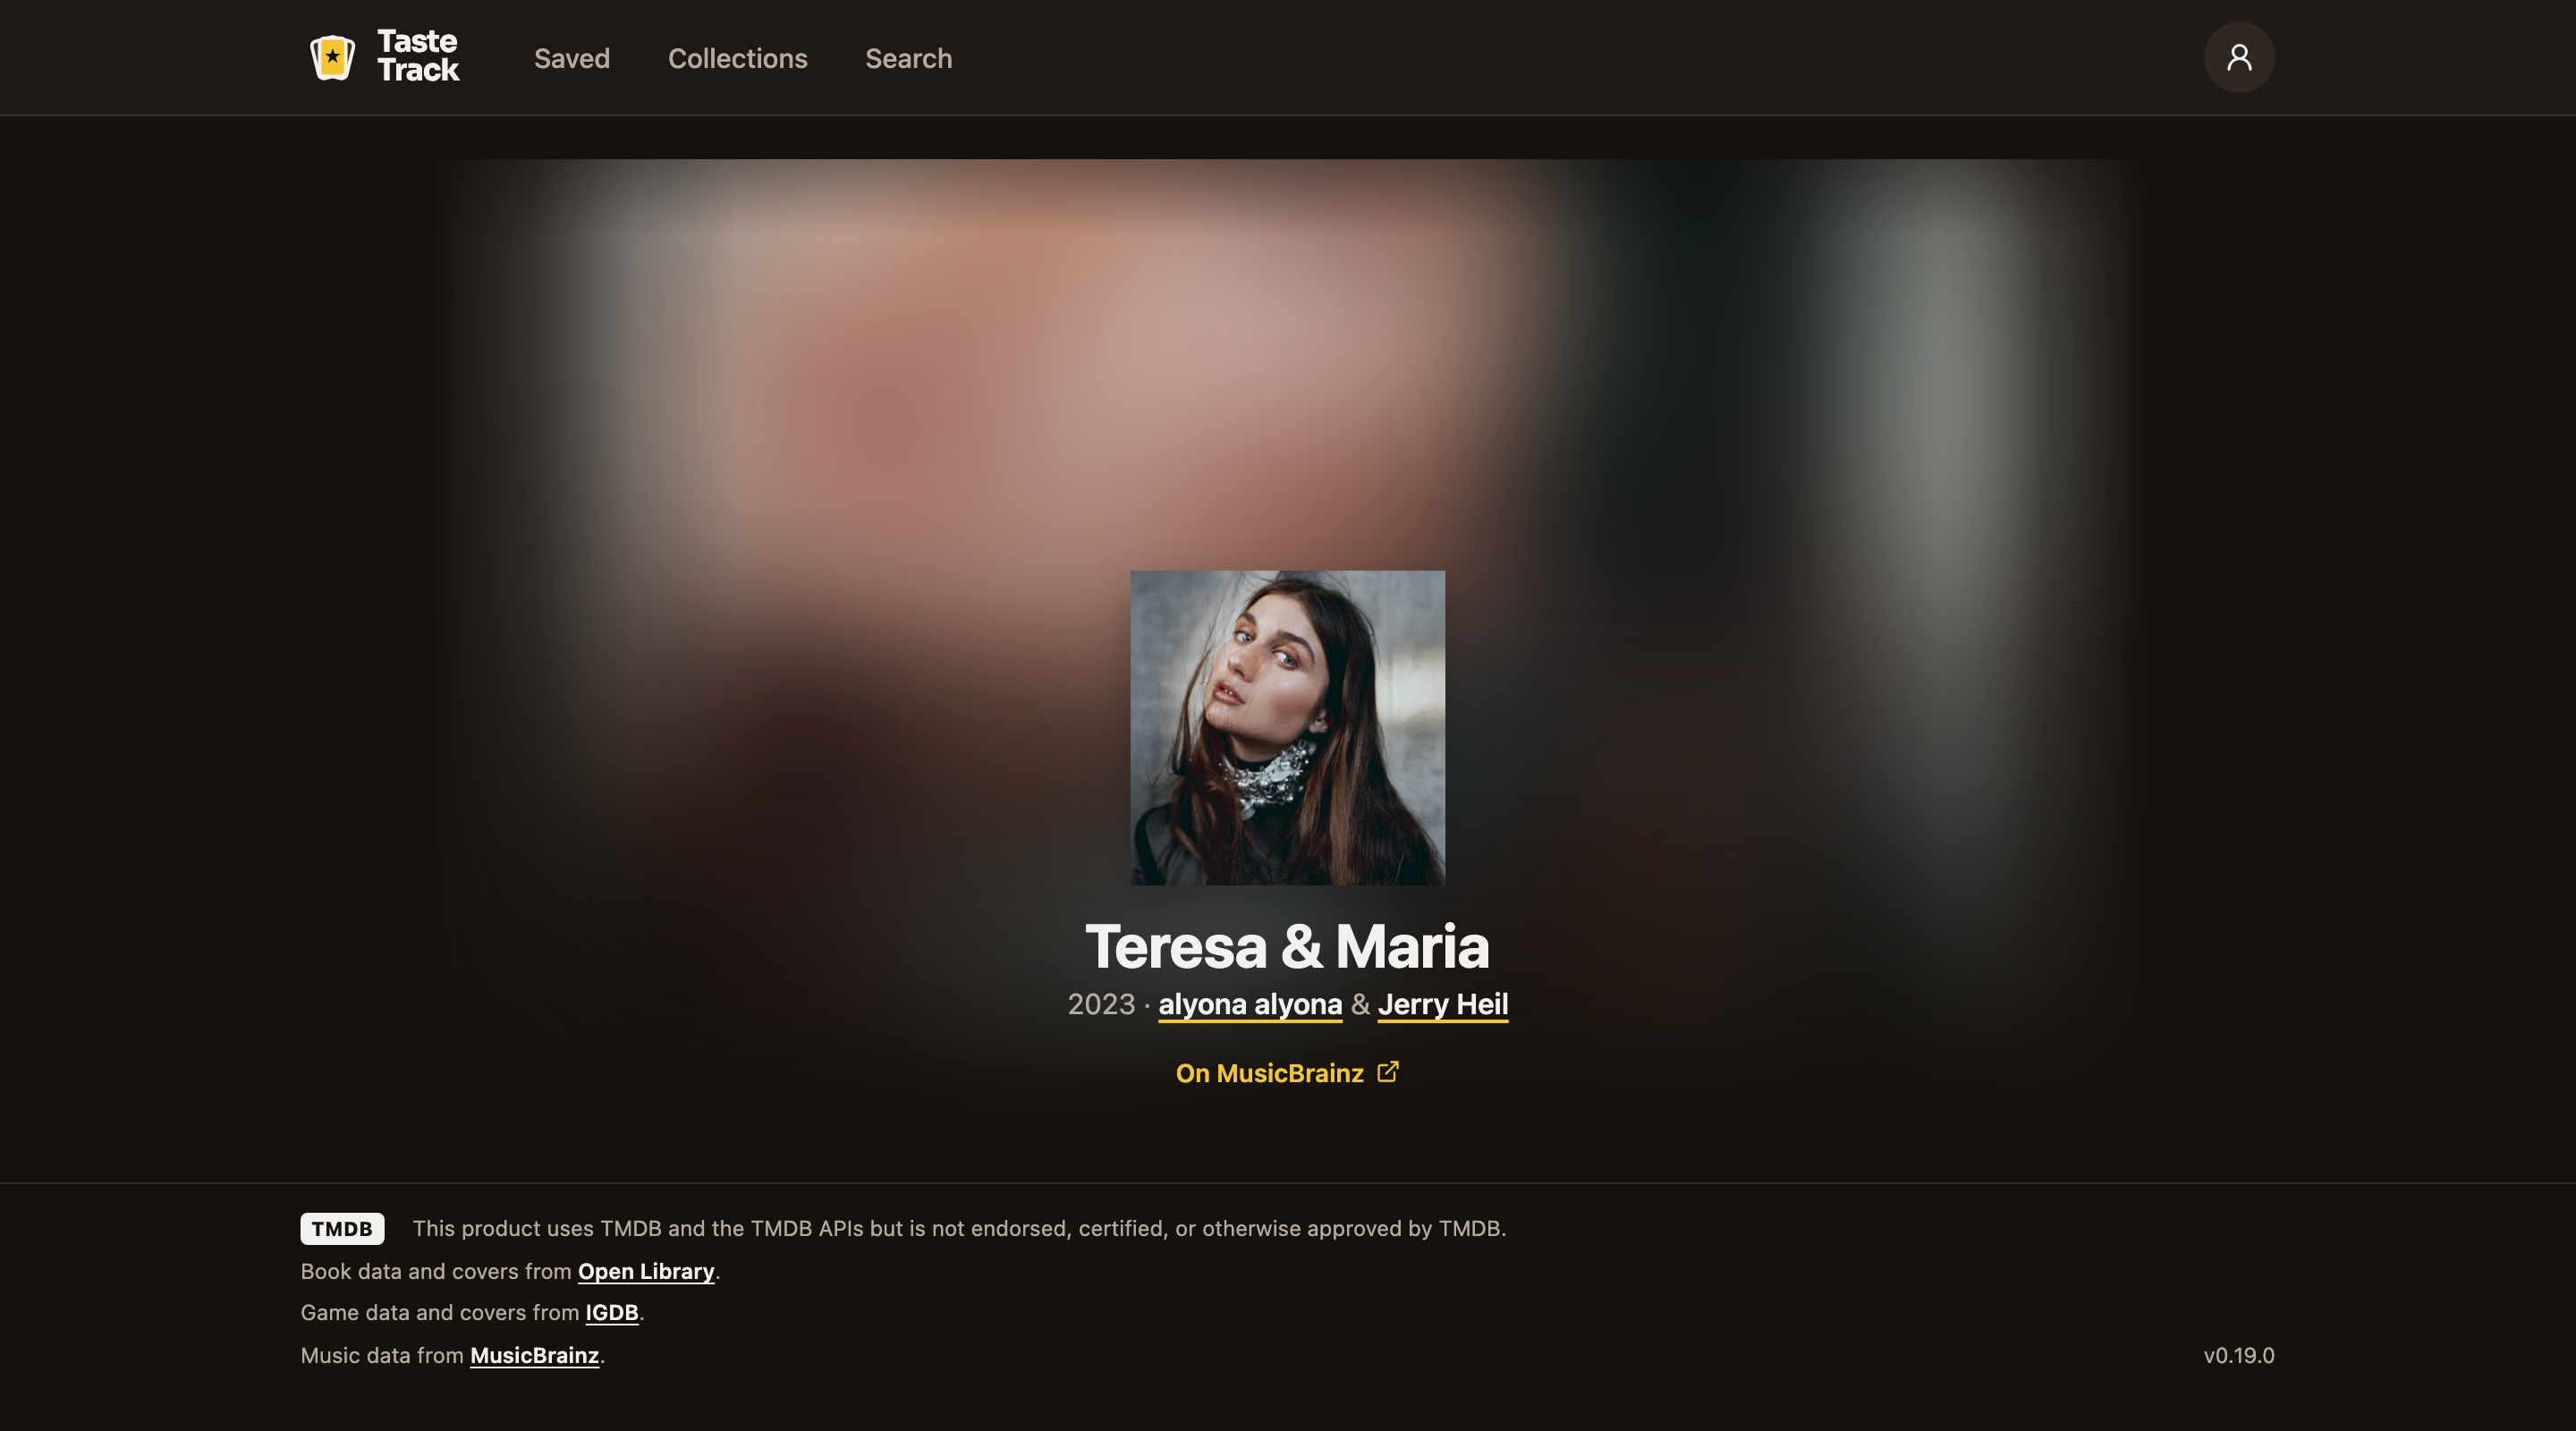 Taste
Track
Saved
Collections
Search
Teresa & Maria
2023 · alyona alyona & Jerry Heil
On MusicBrainz
TMDB This product uses TMDB and the TMDB APIs but is not endorsed, certified, or otherwise approved by TMDB.
Book data and covers from Open Library.
Game data and covers from IGDB.
Music data from MusicBrainz.
v0.19.0